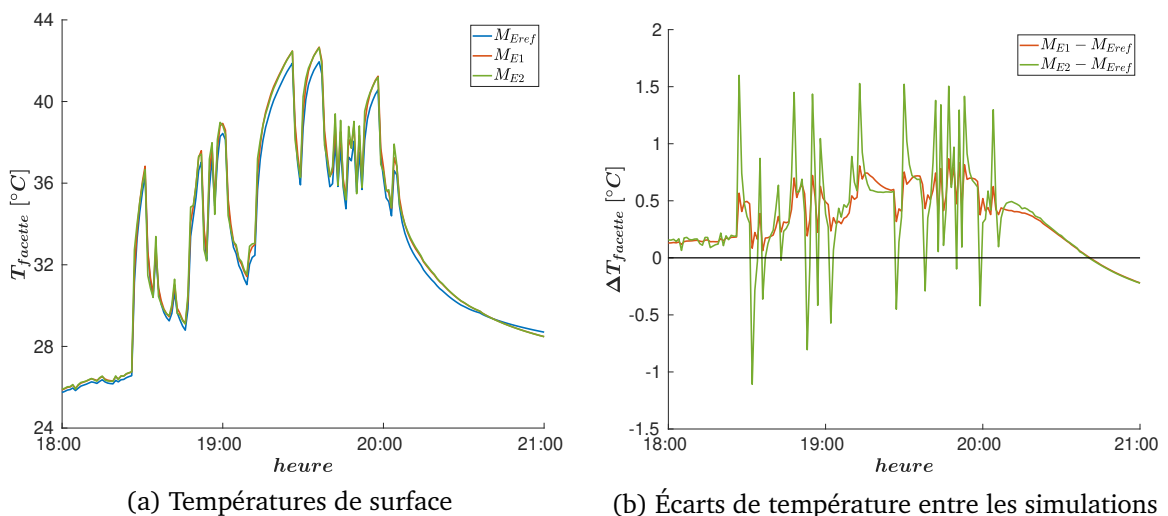 44
40
36
32
28
24
T_facette [°C]
M_Eref
M_E1
M_E2
18:00 19:00 20:00 21:00
heure
(a) Températures de surface
2
1.5
1
0.5
0
-0.5
-1
-1.5
ΔT_facette [°C]
M_E1 − M_Eref
M_E2 − M_Eref
18:00 19:00 20:00 21:00
heure
(b) Écarts de température entre les simulations